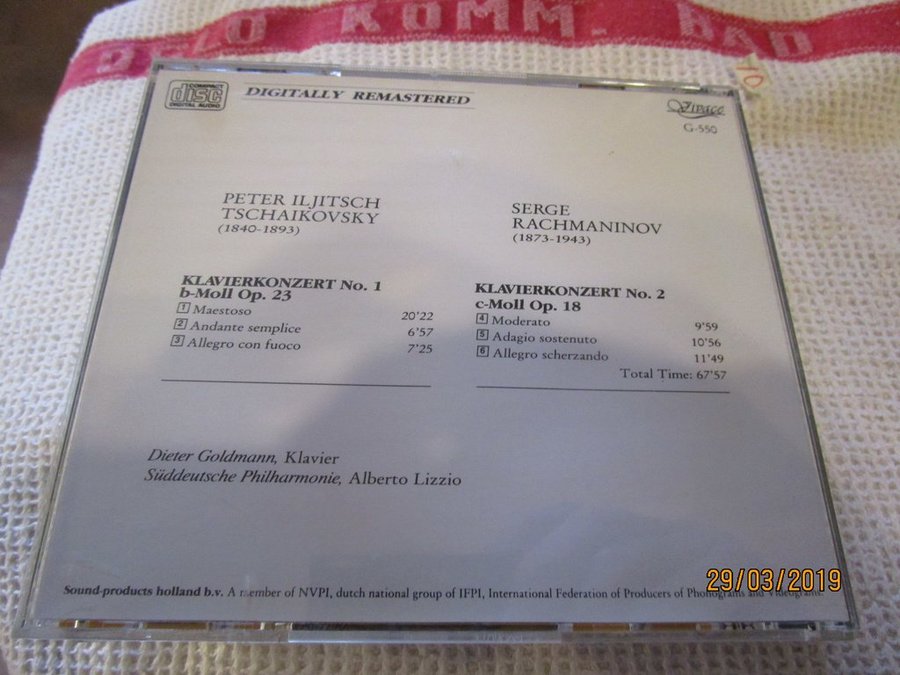 DELO KOMM. BAD
COMPACT
disc
DIGITAL AUDIO
DIGITALLY REMASTERED
Vivace
G-550
PETER ILJITSCH
TSCHAIKOVSKY
(1840-1893)
KLAVIERKONZERT No. 1
b-Moll Op. 23
1 Maestoso 20'22
2 Andante semplice 6'57
3 Allegro con fuoco 7'25
SERGE
RACHMANINOV
(1873-1943)
KLAVIERKONZERT No. 2
c-Moll Op. 18
4 Moderato 9'59
5 Adagio sostenuto 10'56
6 Allegro scherzando 11'49
Total Time: 67'57
Dieter Goldmann, Klavier
Süddeutsche Philharmonie, Alberto Lizzio
Sound-products holland b.v. A member of NVPI, dutch national group of IFPI, International Federation of Producers of Phonograms and Videograms.
29/03/2019